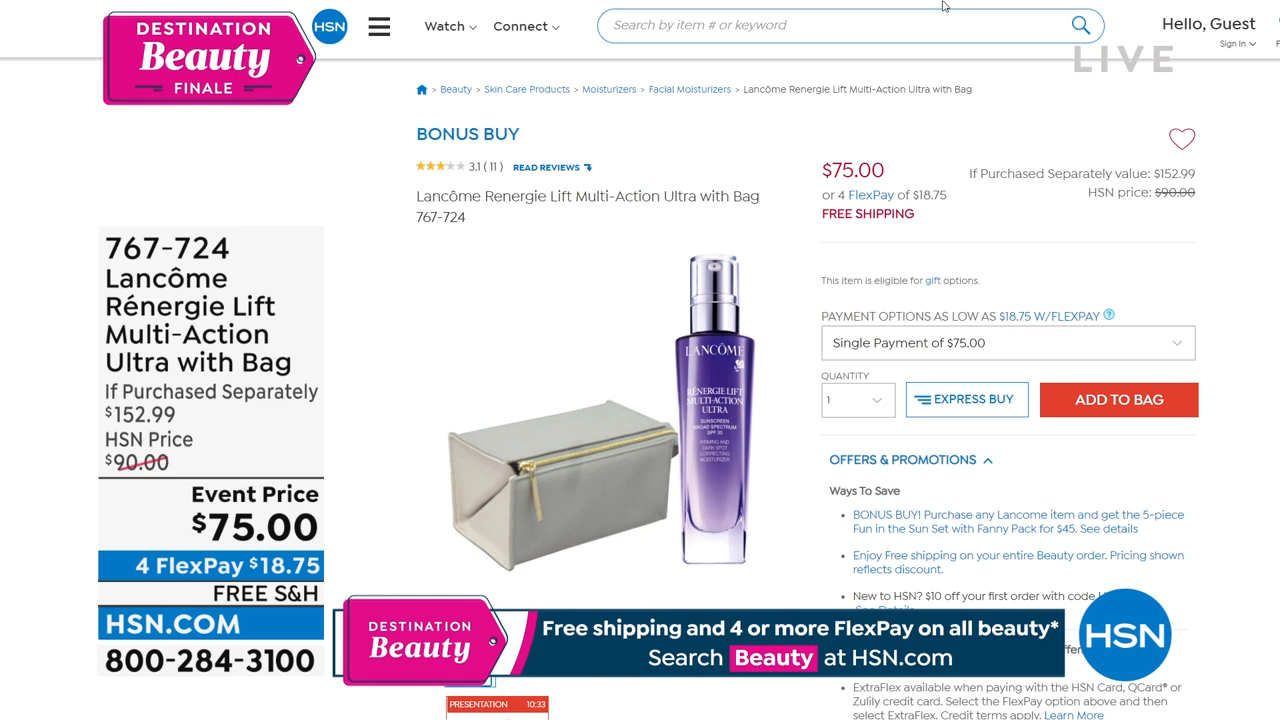 DESTINATION
Beauty
FINALE
HSN
Watch
Connect
Search by item # or keyword
Hello, Guest
Sign In
LIVE
> Beauty > Skin Care Products > Moisturizers > Facial Moisturizers > Lancôme Renergie Lift Multi-Action Ultra with Bag
BONUS BUY
3.1 ( 11 ) READ REVIEWS
Lancôme Renergie Lift Multi-Action Ultra with Bag
767-724
$75.00
or 4 FlexPay of $18.75
FREE SHIPPING
If Purchased Separately value: $152.99
HSN price: $90.00
This item is eligible for gift options.
PAYMENT OPTIONS AS LOW AS $18.75 W/FLEXPAY ?
Single Payment of $75.00
QUANTITY
1
EXPRESS BUY
ADD TO BAG
OFFERS & PROMOTIONS
Ways To Save
• BONUS BUY! Purchase any Lancome item and get the 5-piece
Fun in the Sun Set with Fanny Pack for $45. See details
• Enjoy Free shipping on your entire Beauty order. Pricing shown
reflects discount.
• New to HSN? $10 off your first order with code
• ExtraFlex available when paying with the HSN Card, QCard® or
Zulily credit card. Select the FlexPay option above and then
select ExtraFlex. Credit terms apply. Learn More
LANCÔME
RÉNERGIE LIFT
MULTI-ACTION
ULTRA
SUNSCREEN
BROAD SPECTRUM
SPF 30
FIRMING AND
DARK SPOT
CORRECTING
MOISTURIZER
767-724
Lancôme
Rénergie Lift
Multi-Action
Ultra with Bag
If Purchased Separately
$152.99
HSN Price
$90.00
Event Price
$75.00
4 FlexPay $18.75
FREE S&H
HSN.COM
800-284-3100
DESTINATION
Beauty
Free shipping and 4 or more FlexPay on all beauty*
Search Beauty at HSN.com
HSN
PRESENTATION 10:33